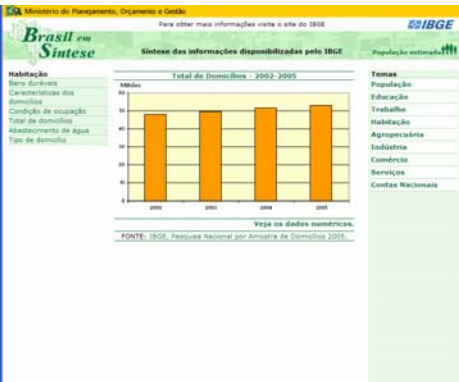 Ministério do Planejamento, Orçamento e Gestão
Para obter mais informações visite o site do IBGE
IBGE
Brasil em
Síntese
Síntese das informações disponibilizadas pelo IBGE
População estimada
Habitação
Bens duráveis
Características dos
domicílios
Condição de ocupação
Total de domicílios
Abastecimento de água
Tipo de domicílio
Total de Domicílios - 2002-2005
Milhões
60
50
40
30
20
10
0
2002 2003 2004 2005
Veja os dados numéricos.
FONTE: IBGE, Pesquisa Nacional por Amostra de Domicílios 2005.
Temas
População
Educação
Trabalho
Habitação
Agropecuária
Indústria
Comércio
Serviços
Contas Nacionais